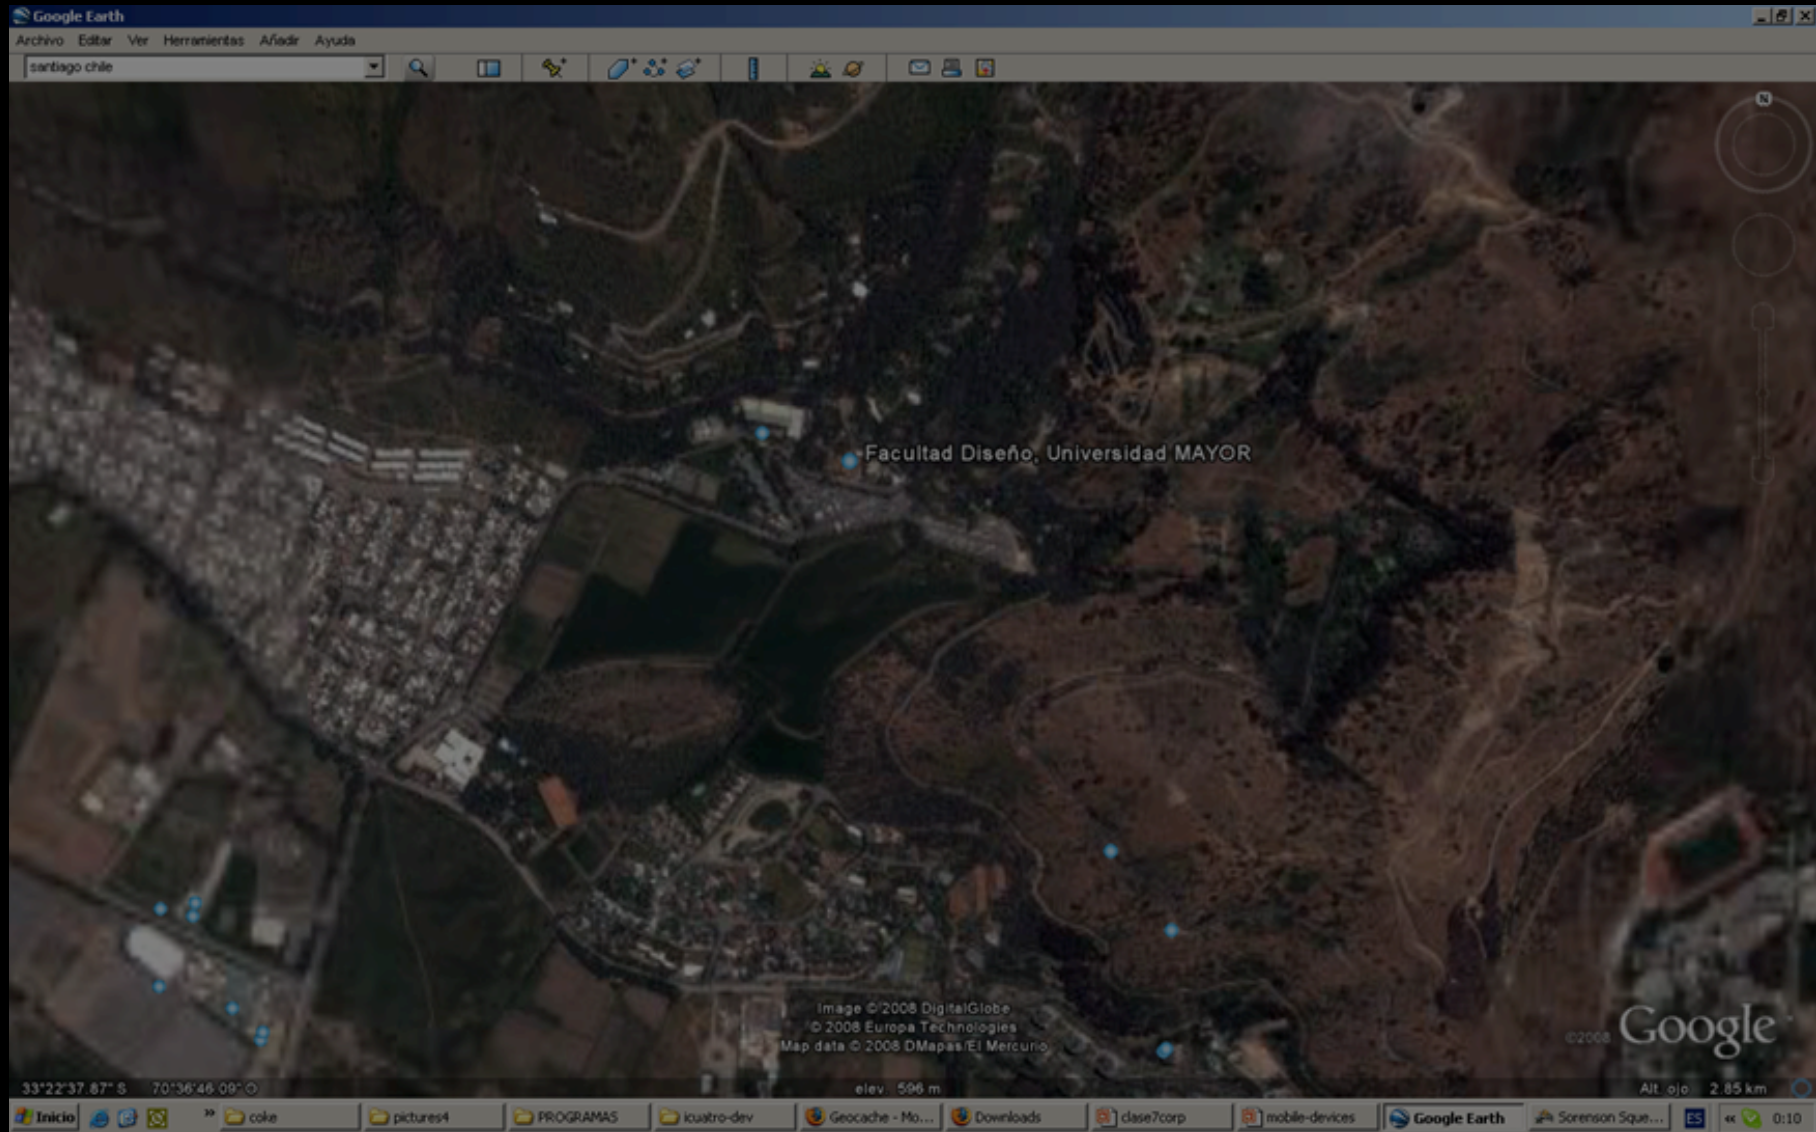 Google Earth
Archivo Editar Ver Herramientas Añadir Ayuda
santiago chile
N
Facultad Diseño, Universidad MAYOR
Image © 2008 DigitalGlobe
© 2008 Europa Technologies
Map data © 2008 DMapas/El Mercurio
©2008 Google
33°22'37.87" S 70°36'46.09" O elev. 596 m Alt. ojo 2.85 km
Inicio » coke pictures4 PROGRAMAS icuatro-dev Geocache - Mo... Downloads clase7corp mobile-devices Google Earth Sorenson Sque... ES « 0:10